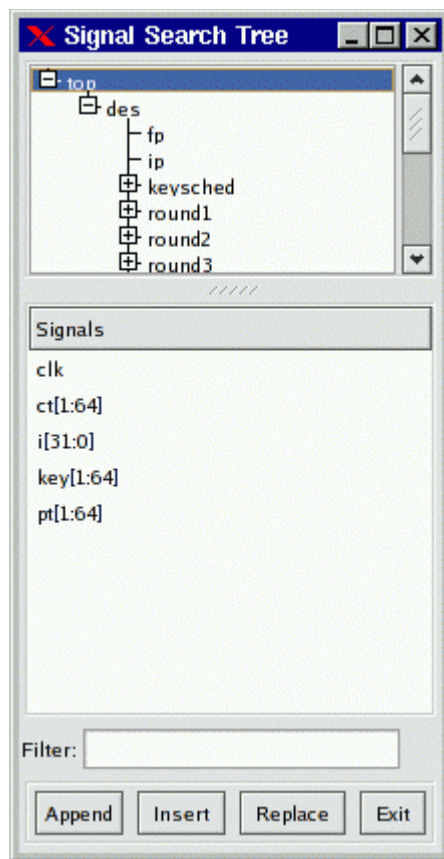 Signal Search Tree
top
des
fp
ip
keysched
round1
round2
round3
Signals
clk
ct[1:64]
i[31:0]
key[1:64]
pt[1:64]
Filter:
Append Insert Replace Exit